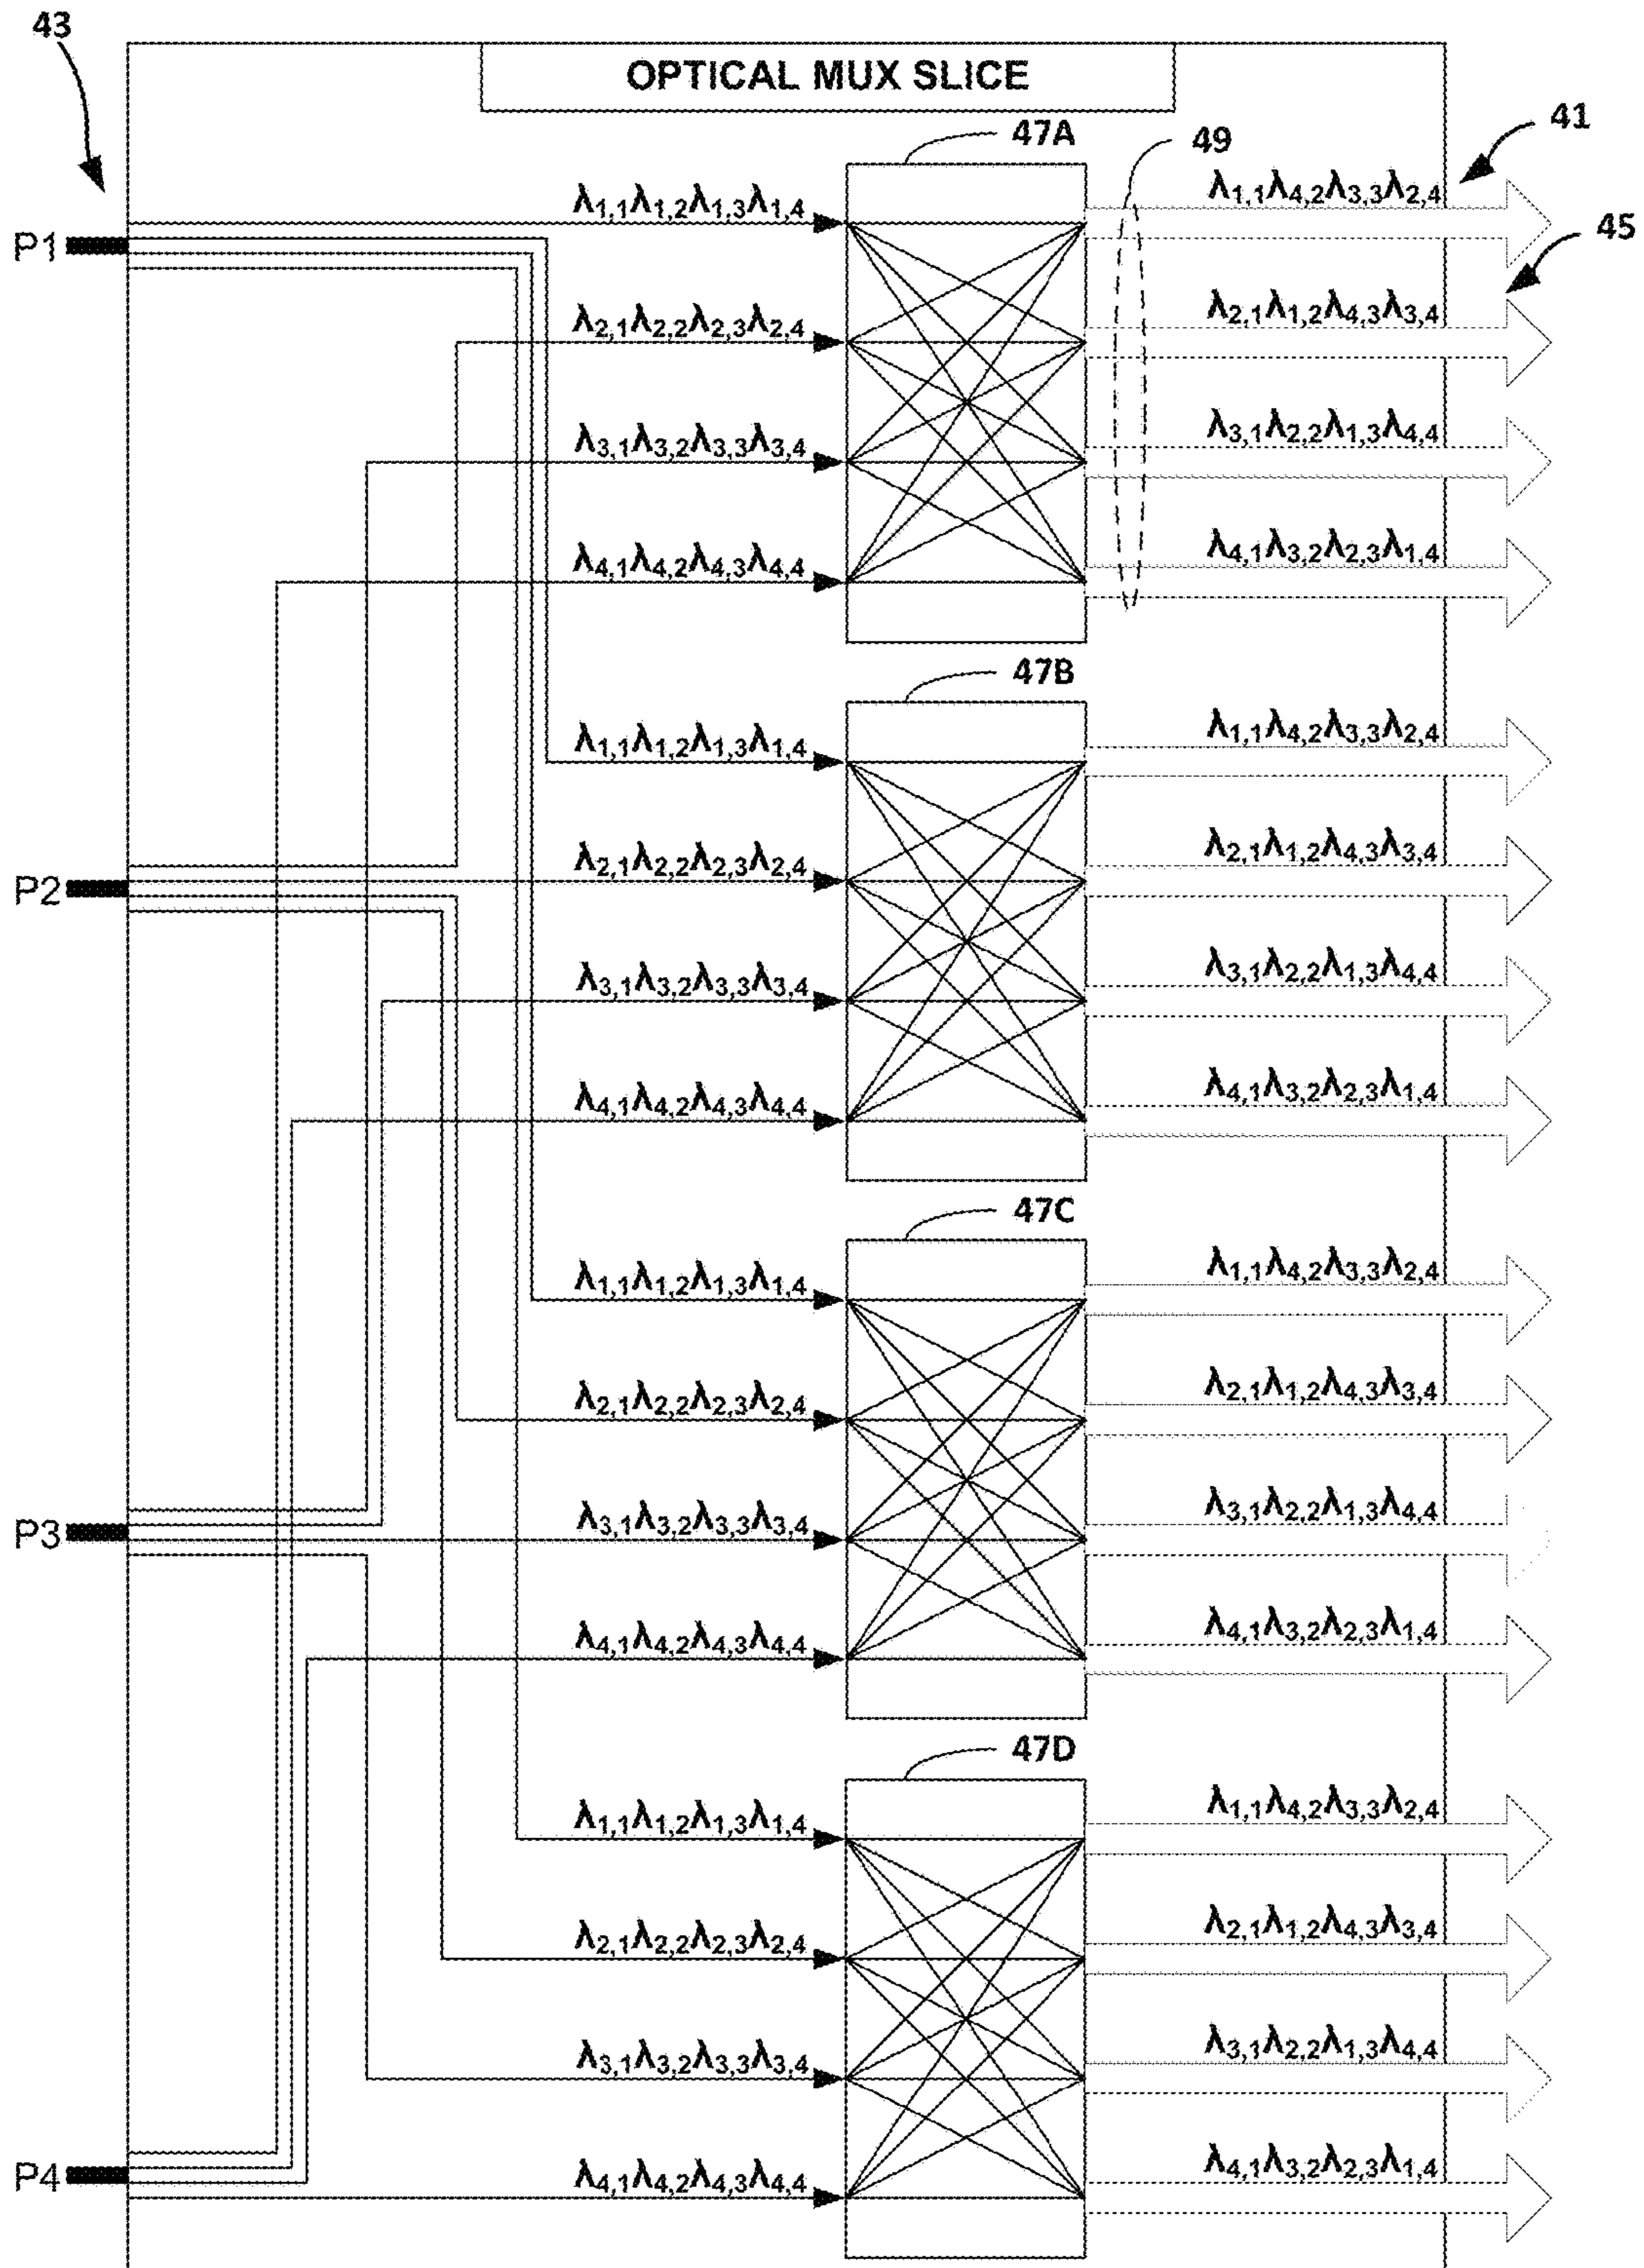 43
OPTICAL MUX SLICE
47A
49
41
45
P1
λ1,1λ1,2λ1,3λ1,4
λ1,1λ4,2λ3,3λ2,4
λ2,1λ2,2λ2,3λ2,4
λ2,1λ1,2λ4,3λ3,4
λ3,1λ3,2λ3,3λ3,4
λ3,1λ2,2λ1,3λ4,4
λ4,1λ4,2λ4,3λ4,4
λ4,1λ3,2λ2,3λ1,4
47B
λ1,1λ1,2λ1,3λ1,4
λ1,1λ4,2λ3,3λ2,4
P2
λ2,1λ2,2λ2,3λ2,4
λ2,1λ1,2λ4,3λ3,4
λ3,1λ3,2λ3,3λ3,4
λ3,1λ2,2λ1,3λ4,4
λ4,1λ4,2λ4,3λ4,4
λ4,1λ3,2λ2,3λ1,4
47C
λ1,1λ1,2λ1,3λ1,4
λ1,1λ4,2λ3,3λ2,4
λ2,1λ2,2λ2,3λ2,4
λ2,1λ1,2λ4,3λ3,4
P3
λ3,1λ3,2λ3,3λ3,4
λ3,1λ2,2λ1,3λ4,4
λ4,1λ4,2λ4,3λ4,4
λ4,1λ3,2λ2,3λ1,4
47D
λ1,1λ1,2λ1,3λ1,4
λ1,1λ4,2λ3,3λ2,4
λ2,1λ2,2λ2,3λ2,4
λ2,1λ1,2λ4,3λ3,4
λ3,1λ3,2λ3,3λ3,4
λ3,1λ2,2λ1,3λ4,4
P4
λ4,1λ4,2λ4,3λ4,4
λ4,1λ3,2λ2,3λ1,4